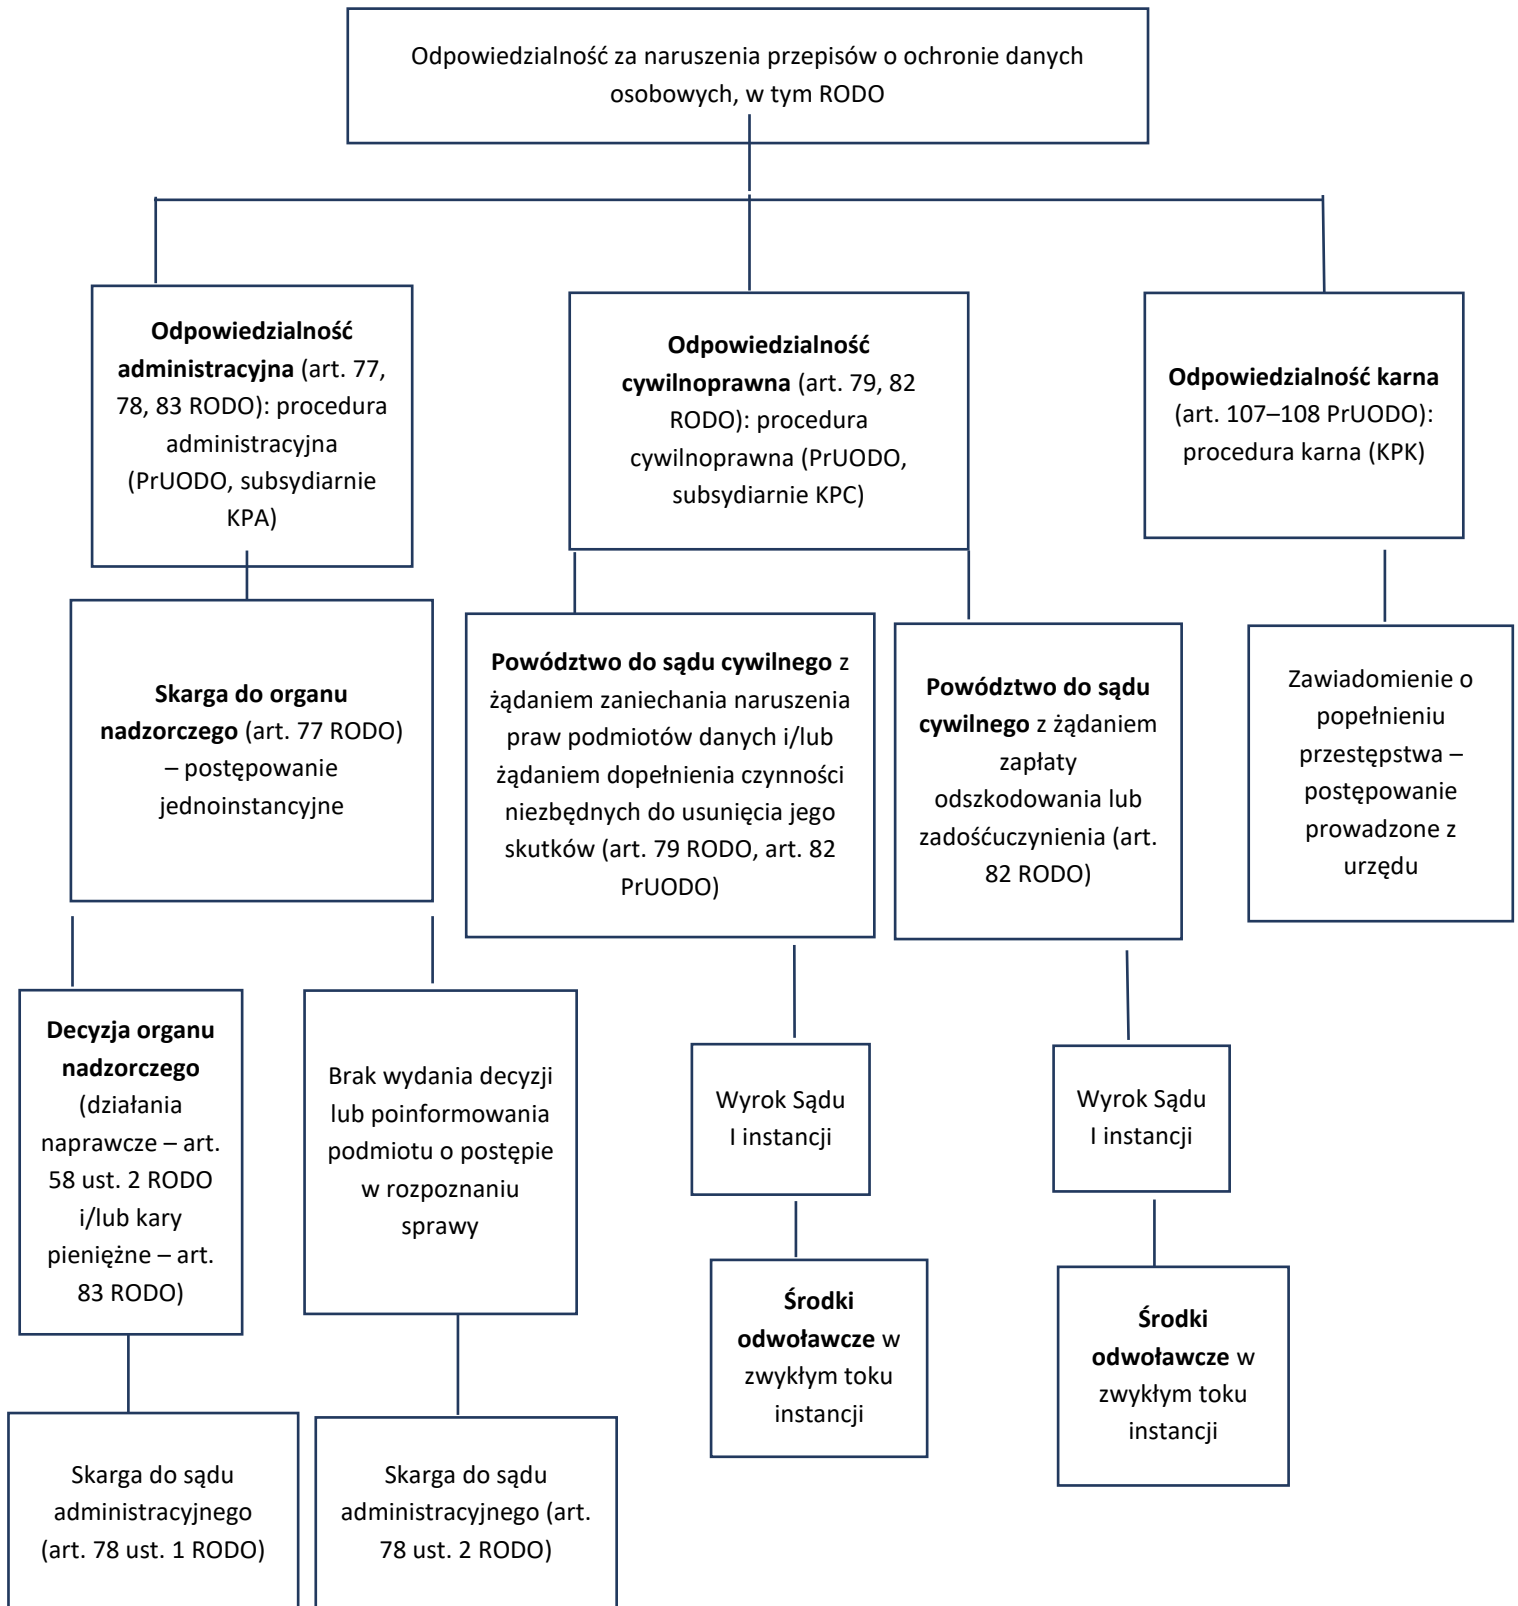 Odpowiedzialność za naruszenia przepisów o ochronie danych
osobowych, w tym RODO
Odpowiedzialność
administracyjna (art. 77,
78, 83 RODO): procedura
administracyjna
(PrUODO, subsydiarnie
KPA)
Odpowiedzialność
cywilnoprawna (art. 79, 82
RODO): procedura
cywilnoprawna (PrUODO,
subsydiarnie KPC)
Odpowiedzialność karna
(art. 107–108 PrUODO):
procedura karna (KPK)
Skarga do organu
nadzorczego (art. 77 RODO)
– postępowanie
jednoinstancyjne
Powództwo do sądu cywilnego z
żądaniem zaniechania naruszenia
praw podmiotów danych i/lub
żądaniem dopełnienia czynności
niezbędnych do usunięcia jego
skutków (art. 79 RODO, art. 82
PrUODO)
Powództwo do sądu
cywilnego z żądaniem
zapłaty
odszkodowania lub
zadośćuczynienia (art.
82 RODO)
Zawiadomienie o
popełnieniu
przestępstwa –
postępowanie
prowadzone z
urzędu
Decyzja organu
nadzorczego
(działania
naprawcze – art.
58 ust. 2 RODO
i/lub kary
pieniężne – art.
83 RODO)
Brak wydania decyzji
lub poinformowania
podmiotu o postępie
w rozpoznaniu
sprawy
Wyrok Sądu
I instancji
Wyrok Sądu
I instancji
Środki
odwoławcze w
zwykłym toku
instancji
Środki
odwoławcze w
zwykłym toku
instancji
Skarga do sądu
administracyjnego
(art. 78 ust. 1 RODO)
Skarga do sądu
administracyjnego (art.
78 ust. 2 RODO)